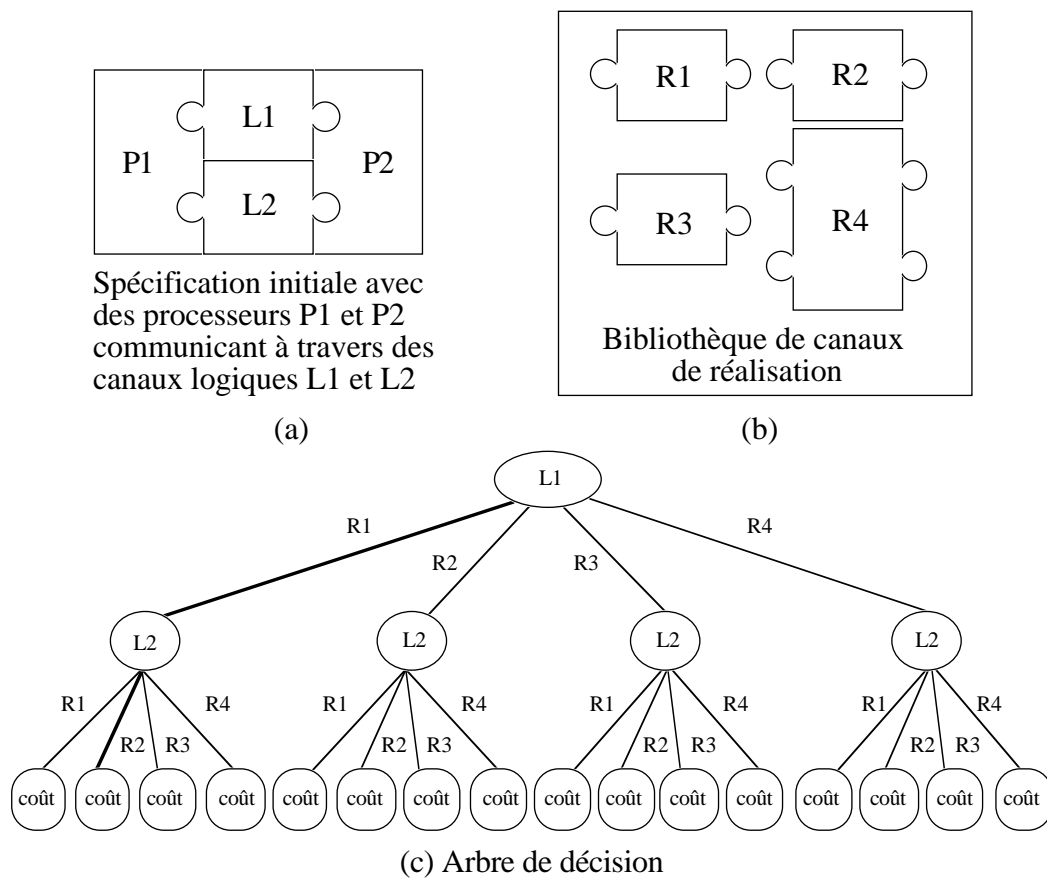 P1
L1
L2
P2
Spécification initiale avec
des processeurs P1 et P2
communicant à travers des
canaux logiques L1 et L2
(a)
R1
R2
R3
R4
Bibliothèque de canaux
de réalisation
(b)
L1
R1
R2
R3
R4
L2
L2
L2
L2
R1
R2
R3
R4
R1
R2
R3
R4
R1
R2
R3
R4
R1
R2
R3
R4
coût coût coût coût coût coût coût coût coût coût coût coût coût coût coût coût
(c) Arbre de décision